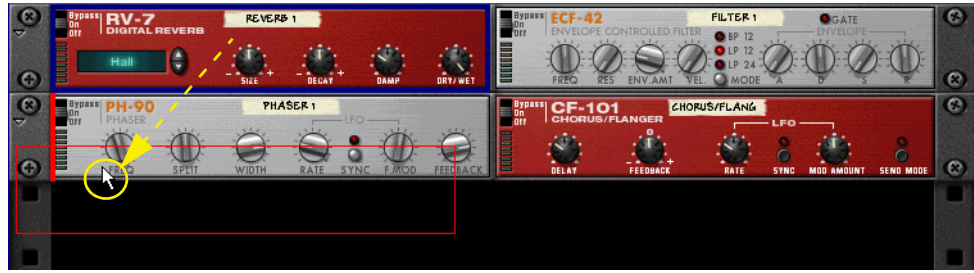 Bypass
On
Off
RV-7
DIGITAL REVERB
REVERB 1
Hall
SIZE
DECAY
DAMP
DRY/WET
Bypass
On
Off
ECF-42
ENVELOPE CONTROLLED FILTER
FILTER 1
GATE
BP 12
LP 12
LP 24
MODE
ENVELOPE
FREQ
RES
ENV.AMT
VEL.
A
D
S
R
Bypass
On
Off
PH-90
PHASER
PHASER 1
LFO
FREQ
SPLIT
WIDTH
RATE
SYNC
F.MOD
FEEDBACK
Bypass
On
Off
CF-101
CHORUS/FLANGER
CHORUS/FLANG
LFO
0
- +
DELAY
FEEDBACK
RATE
SYNC
MOD AMOUNT
SEND MODE